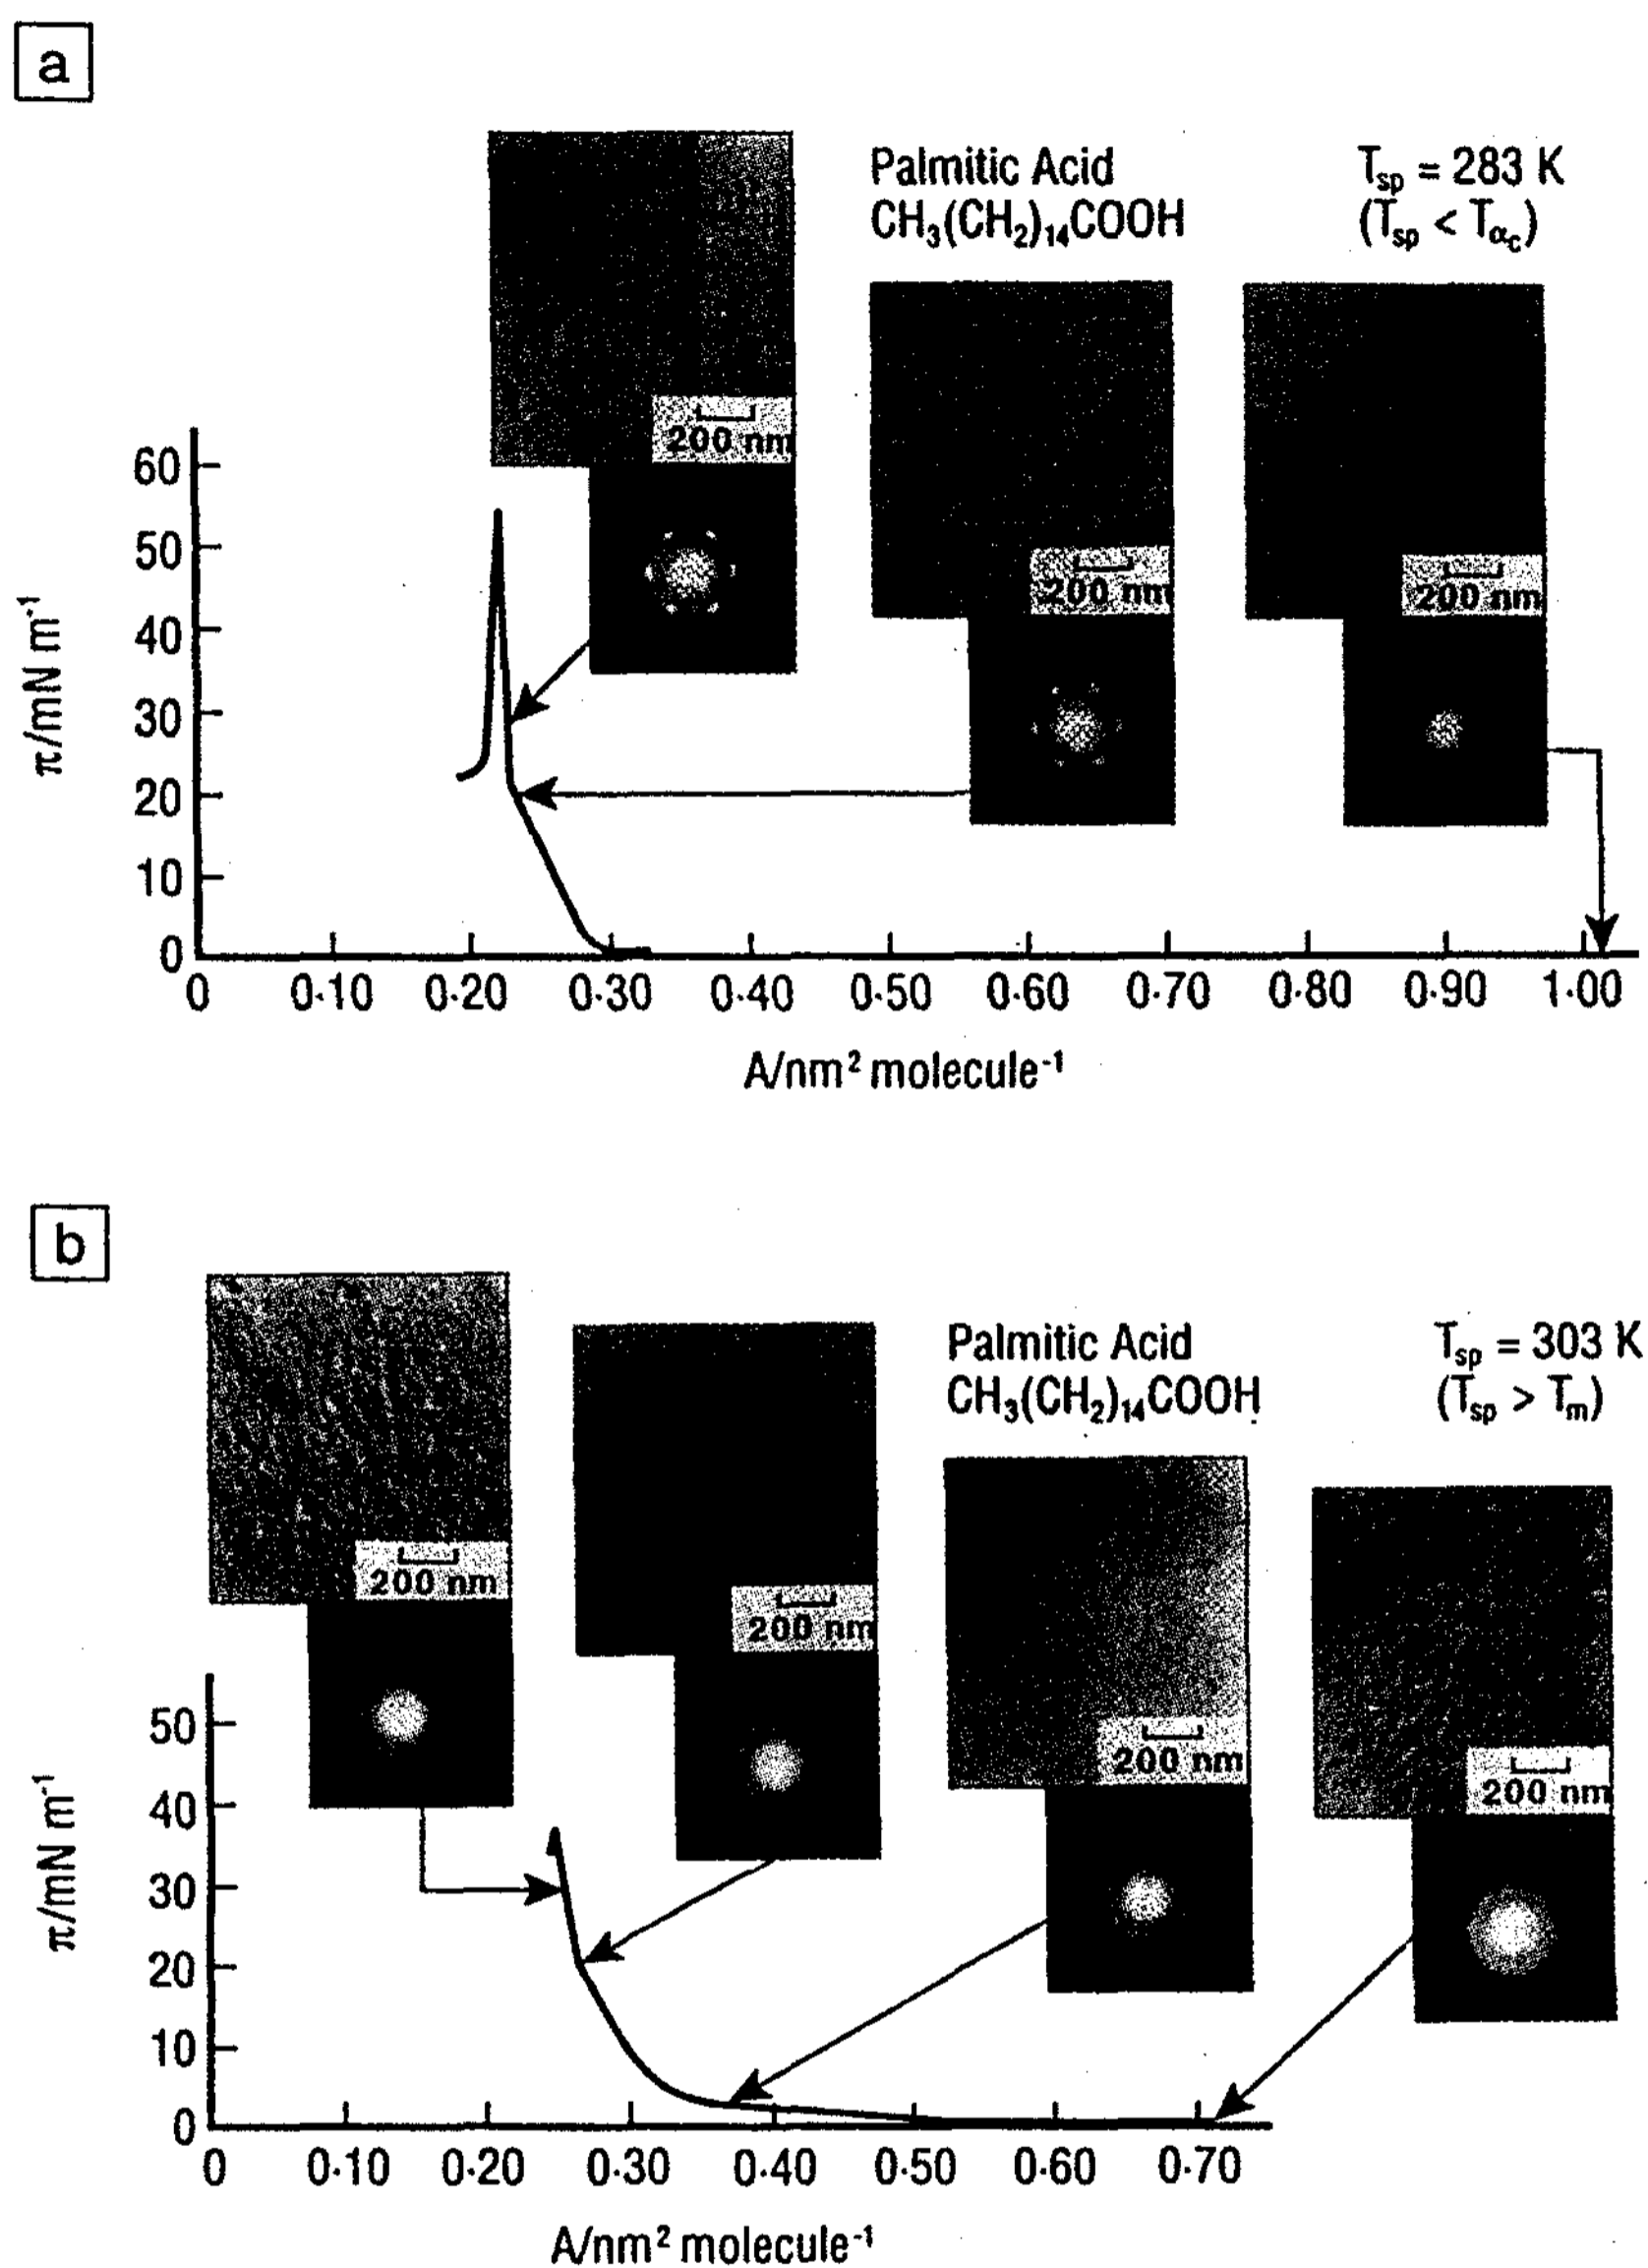 a
Palmitic Acid
CH₃(CH₂)₁₄COOH
Tsp = 283 K
(Tsp < Tαc)
200 nm
200 nm
200 nm
π/mN m⁻¹
60
50
40
30
20
10
0
0 0·10 0·20 0·30 0·40 0·50 0·60 0·70 0·80 0·90 1·00
A/nm² molecule⁻¹
b
Palmitic Acid
CH₃(CH₂)₁₄COOH
Tsp = 303 K
(Tsp > Tm)
200 nm
200 nm
200 nm
200 nm
π/mN m⁻¹
50
40
30
20
10
0
0 0·10 0·20 0·30 0·40 0·50 0·60 0·70
A/nm² molecule⁻¹